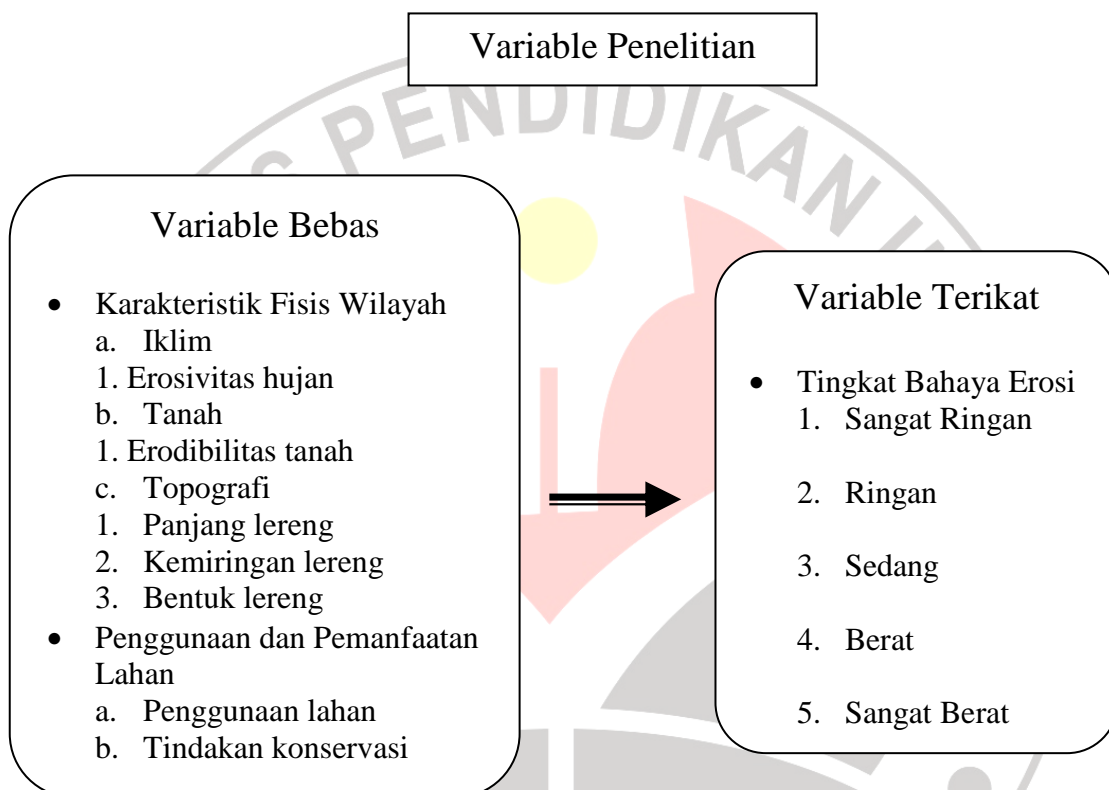 Variable Penelitian
S PENDIDIKAN
Variable Bebas
• Karakteristik Fisis Wilayah
a. Iklim
1. Erosivitas hujan
b. Tanah
1. Erodibilitas tanah
c. Topografi
1. Panjang lereng
2. Kemiringan lereng
3. Bentuk lereng
• Penggunaan dan Pemanfaatan
Lahan
a. Penggunaan lahan
b. Tindakan konservasi
Variable Terikat
• Tingkat Bahaya Erosi
1. Sangat Ringan
2. Ringan
3. Sedang
4. Berat
5. Sangat Berat